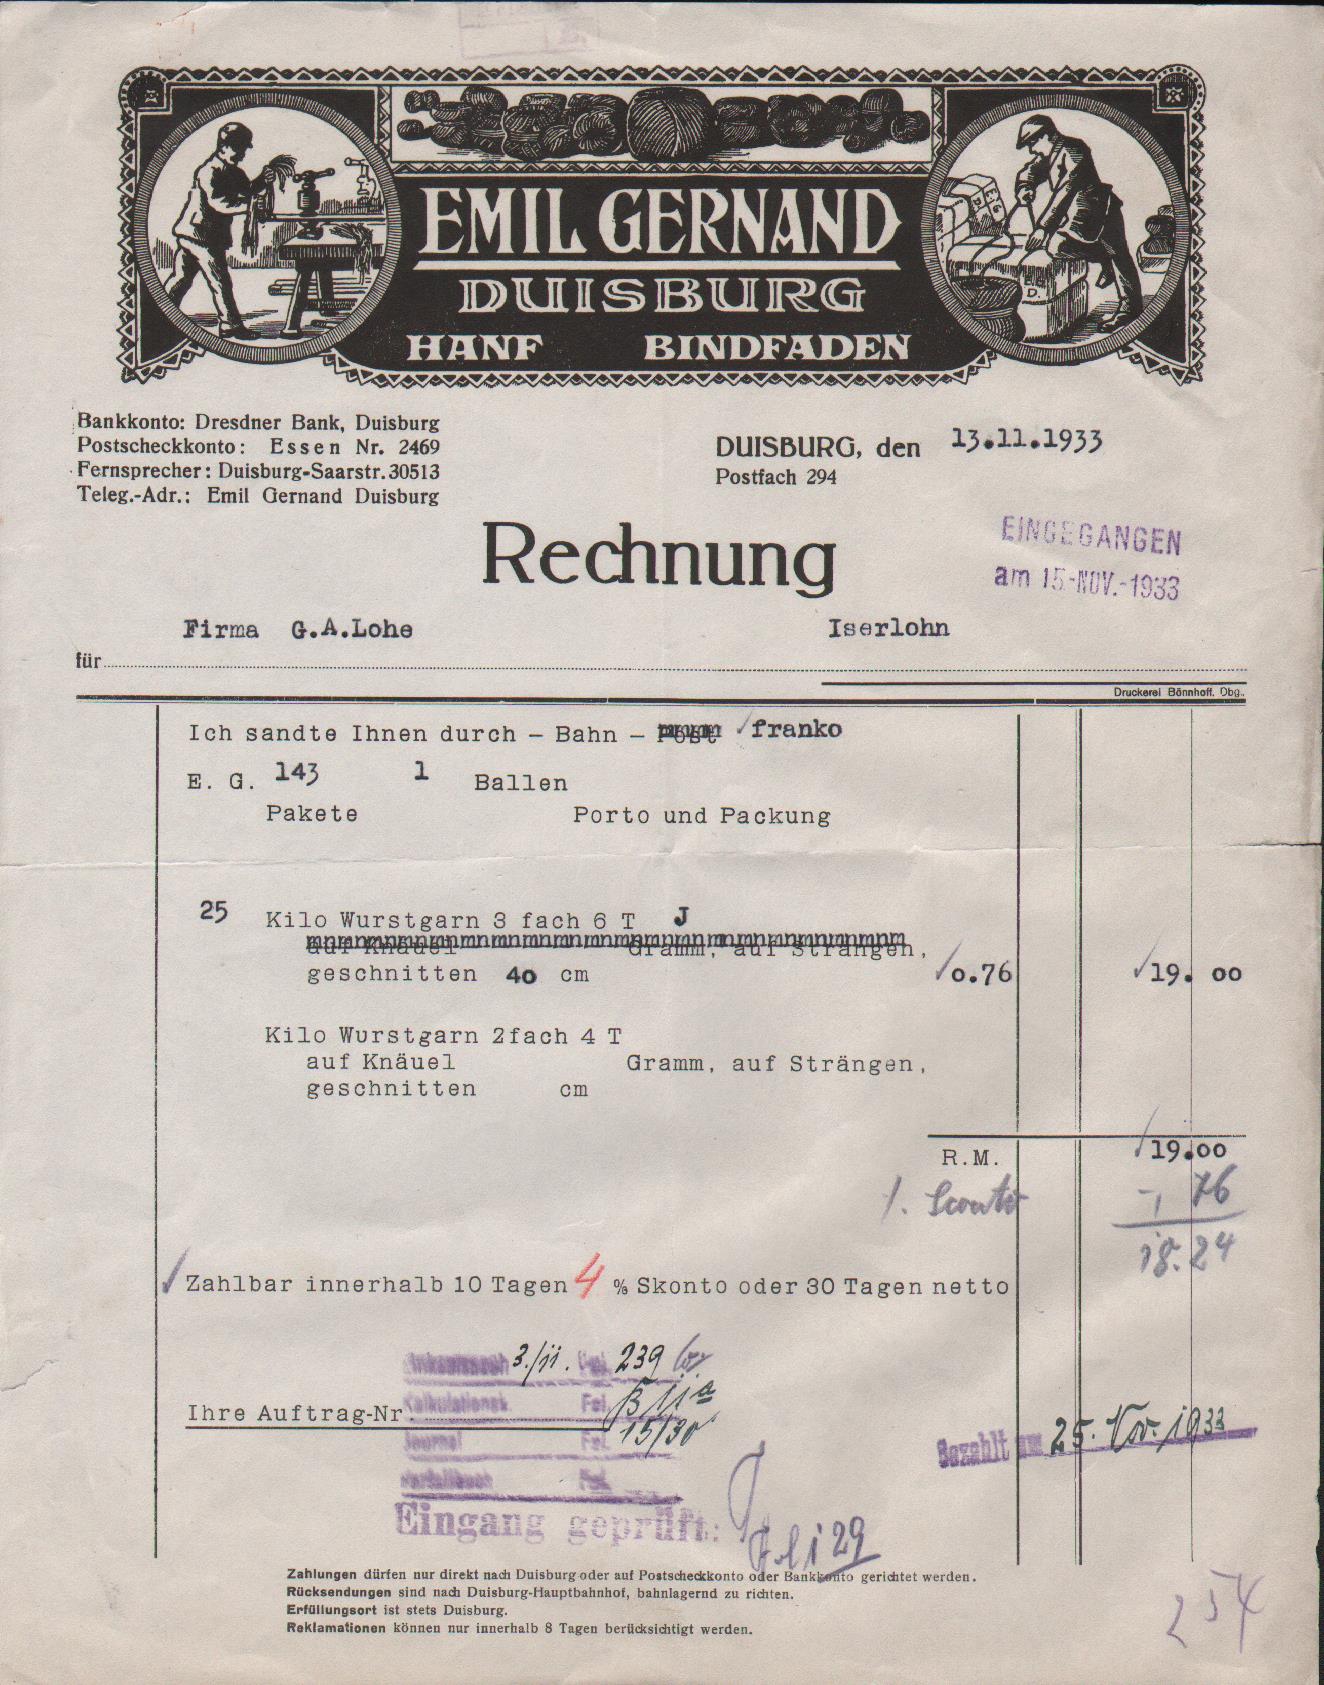 EMIL GERNAND
DUISBURG
HANF BINDFADEN
E.G.
D.
Bankkonto: Dresdner Bank, Duisburg
Postscheckkonto: Essen Nr. 2469
Fernsprecher: Duisburg-Saarstr. 30513
Teleg.-Adr.: Emil Gernand Duisburg
DUISBURG, den 13.11.1933
Postfach 294
Rechnung
EINGEGANGEN
am 15-NOV.-1933
Firma G.A.Lohe Iserlohn
für
Druckerei Bönnhoff. Dbg.
Ich sandte Ihnen durch – Bahn – Post franko
E. G. 143 1 Ballen
Pakete Porto und Packung
25 Kilo Wurstgarn 3 fach 6 T J
auf Knäuel Gramm, auf Strängen,
geschnitten 40 cm 0.76 19. 00
Kilo Wurstgarn 2fach 4 T
auf Knäuel Gramm, auf Strängen,
geschnitten cm
R.M. 19.00
Sconto 76
18.24
Zahlbar innerhalb 10 Tagen 4 % Skonto oder 30 Tagen netto
3./11. 239
Kalkulationsb. Fol.
Ihre Auftrag-Nr. 15/30
Journal Fol.
Bezahlt am 25. Nov. 1933
Eingang geprüft:
29
Zahlungen dürfen nur direkt nach Duisburg oder auf Postscheckkonto oder Bankkonto gerichtet werden.
Rücksendungen sind nach Duisburg-Hauptbahnhof, bahnlagernd zu richten.
Erfüllungsort ist stets Duisburg.
Reklamationen können nur innerhalb 8 Tagen berücksichtigt werden.
254